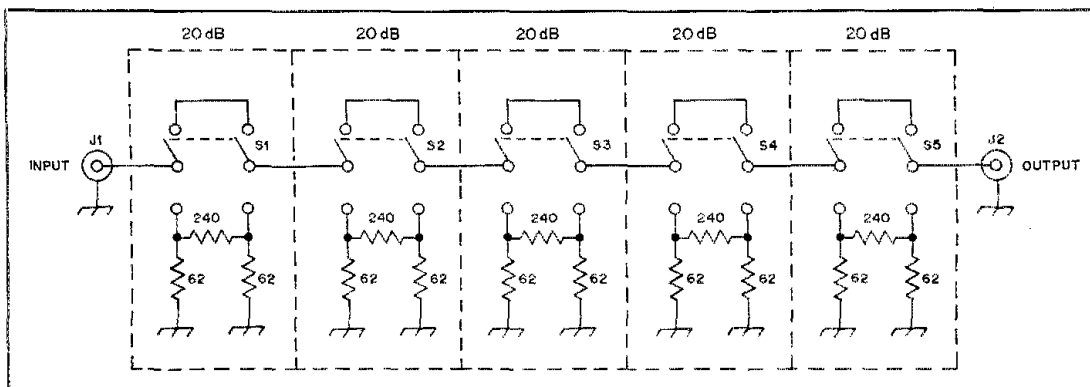 20 dB 20 dB 20 dB 20 dB 20 dB
J1 S1 S2 S3 S4 S5 J2
INPUT OUTPUT
240 240 240 240 240
62 62 62 62 62 62 62 62 62 62